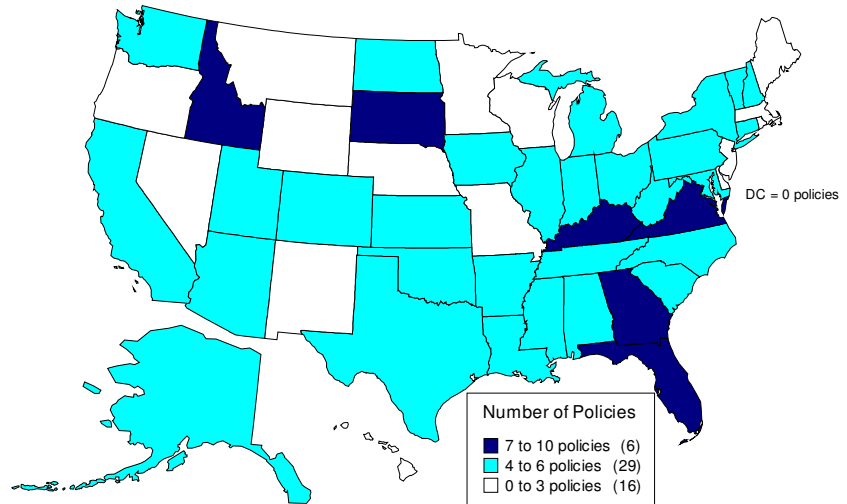 DC = 0 policies
Number of Policies
7 to 10 policies (6)
4 to 6 policies (29)
0 to 3 policies (16)